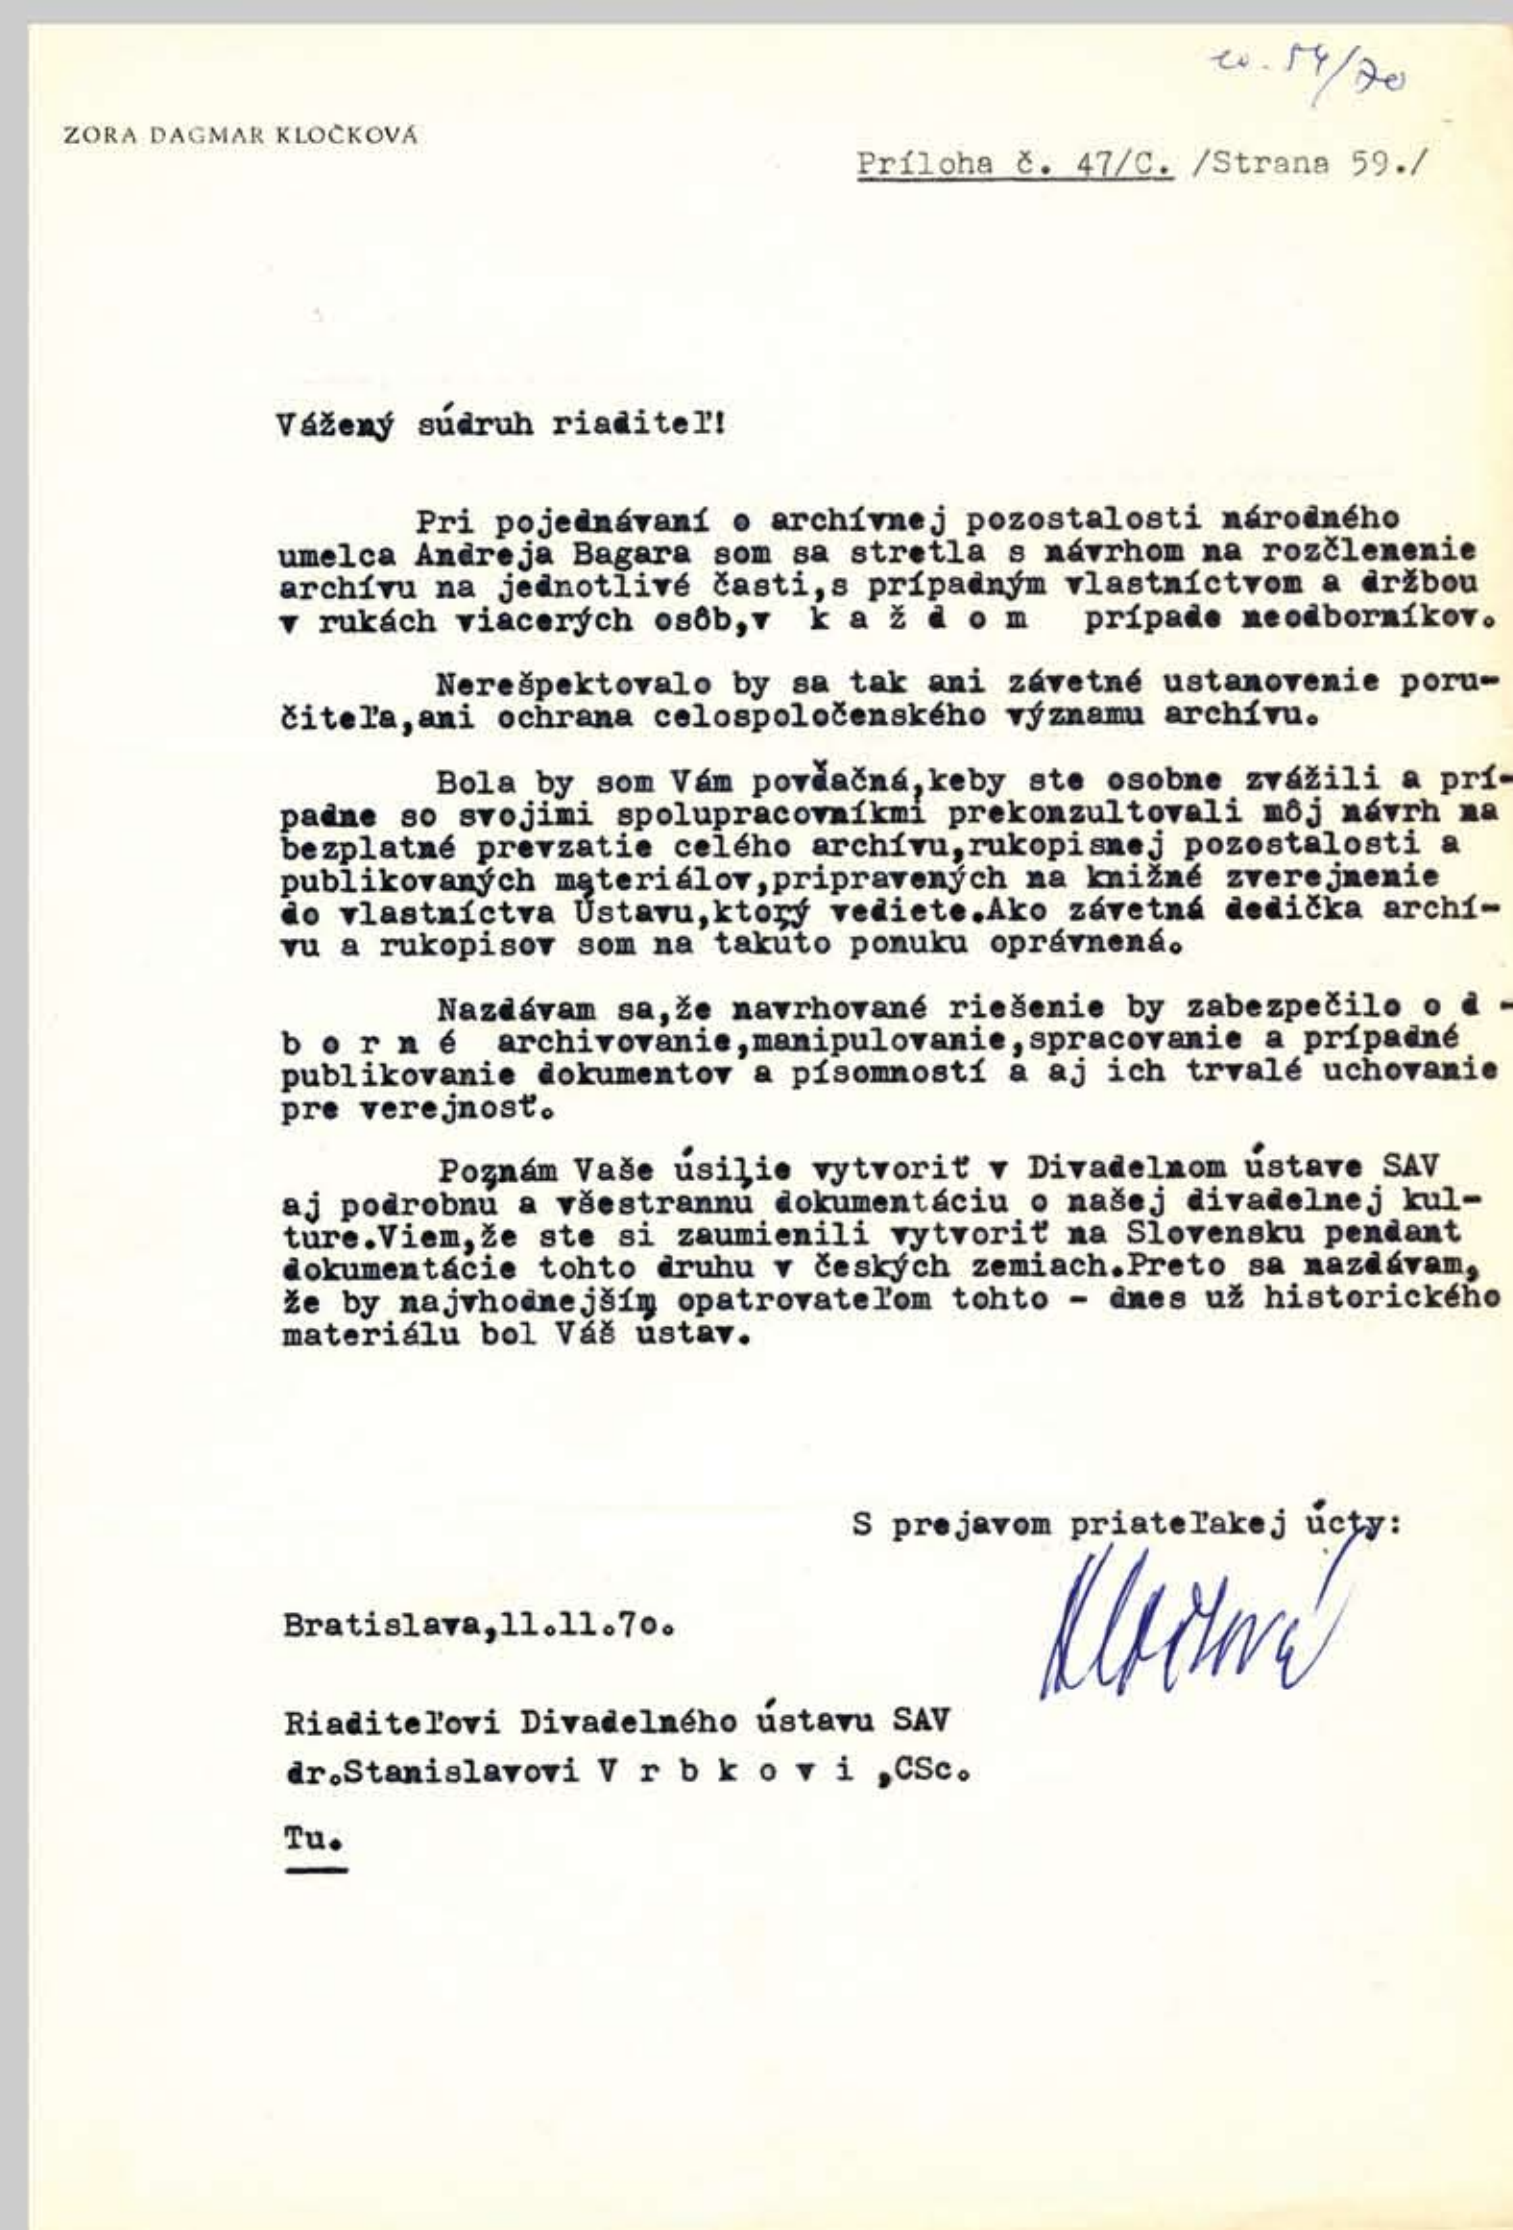 54/70
ZORA DAGMAR KLOČKOVÁ
Príloha č. 47/C. /Strana 59./
Vážený súdruh riaditeľ!
Pri pojednávaní o archívnej pozostalosti národného
umelca Andreja Bagara som sa stretla s návrhom na rozčlenenie
archívu na jednotlivé časti,s prípadným vlastníctvom a držbou
v rukách viacerých osôb,v k a ž d o m prípade neodborníkov.
Nerešpektovalo by sa tak ani závetné ustanovenie poru-
čiteľa,ani ochrana celospoločenského významu archívu.
Bola by som Vám povďačná,keby ste osobne zvážili a prí-
padne so svojimi spolupracovníkmi prekonzultovali môj návrh na
bezplatné prevzatie celého archívu,rukopisnej pozostalosti a
publikovaných materiálov,pripravených na knižné zverejnenie
do vlastníctva Ústavu,ktorý vediete.Ako závetná dedička archí-
vu a rukopisov som na takúto ponuku oprávnená.
Nazdávam sa,že navrhované riešenie by zabezpečilo o d -
b o r n é archivovanie,manipulovanie,spracovanie a prípadné
publikovanie dokumentov a písomností a aj ich trvalé uchovanie
pre verejnosť.
Poznám Vaše úsilie vytvoriť v Divadelnom ústave SAV
aj podrobnú a všestrannú dokumentáciu o našej divadelnej kul-
ture.Viem,že ste si zaumienili vytvoriť na Slovensku pendant
dokumentácie tohto druhu v českých zemiach.Preto sa nazdávam,
že by najvhodnejším opatrovateľom tohto - dnes už historického
materiálu bol Váš ústav.
S prejavom priateľakej úcty:
Kločková
Bratislava,11.11.70.
Riaditeľovi Divadelného ústavu SAV
dr.Stanislavovi V r b k o v i ,CSc.
Tu.